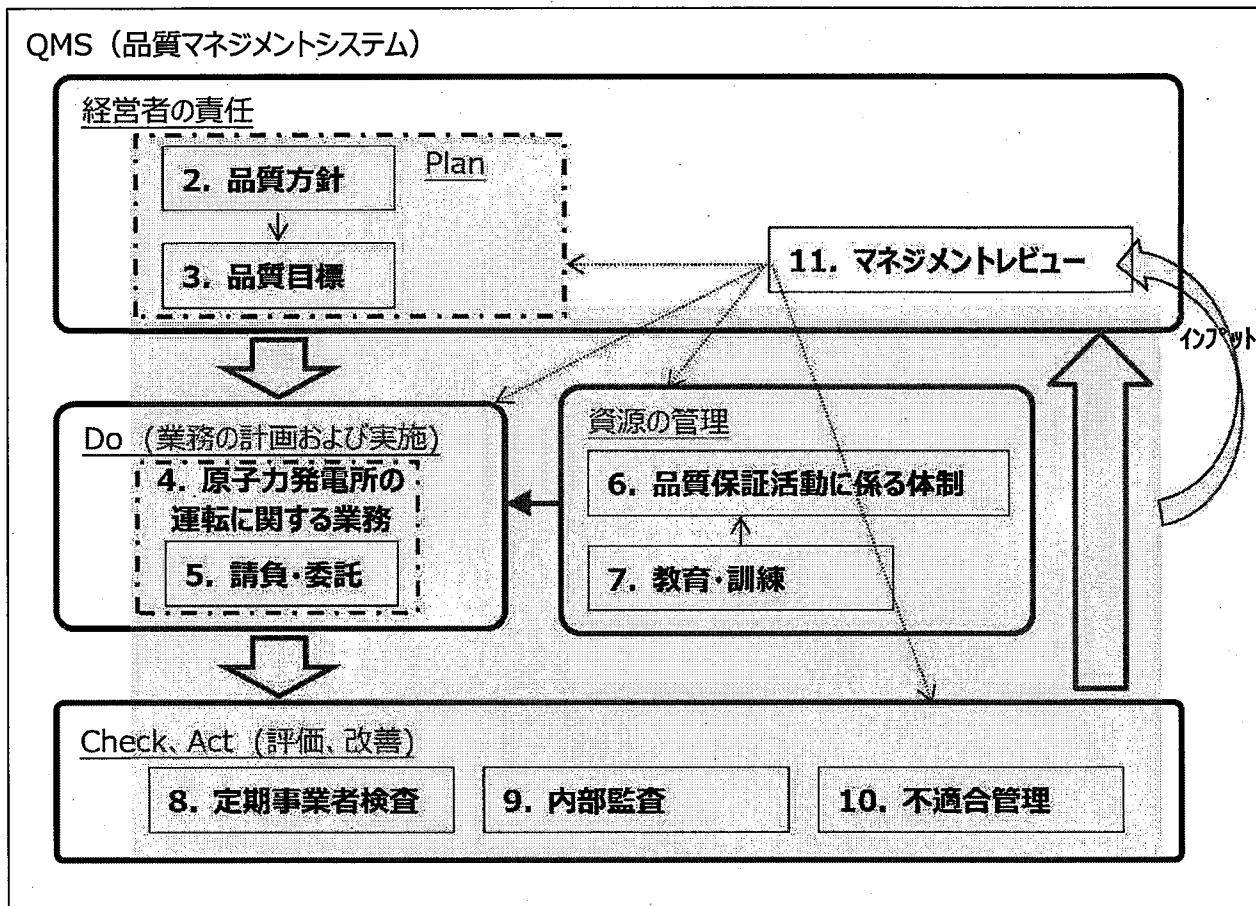 QMS（品質マネジメントシステム）
経営者の責任
Plan
2. 品質方針
3. 品質目標
11. マネジメントレビュー
インプット
Do（業務の計画および実施）
4. 原子力発電所の
運転に関する業務
5. 請負・委託
資源の管理
6. 品質保証活動に係る体制
7. 教育・訓練
Check、Act（評価、改善）
8. 定期事業者検査
9. 内部監査
10. 不適合管理